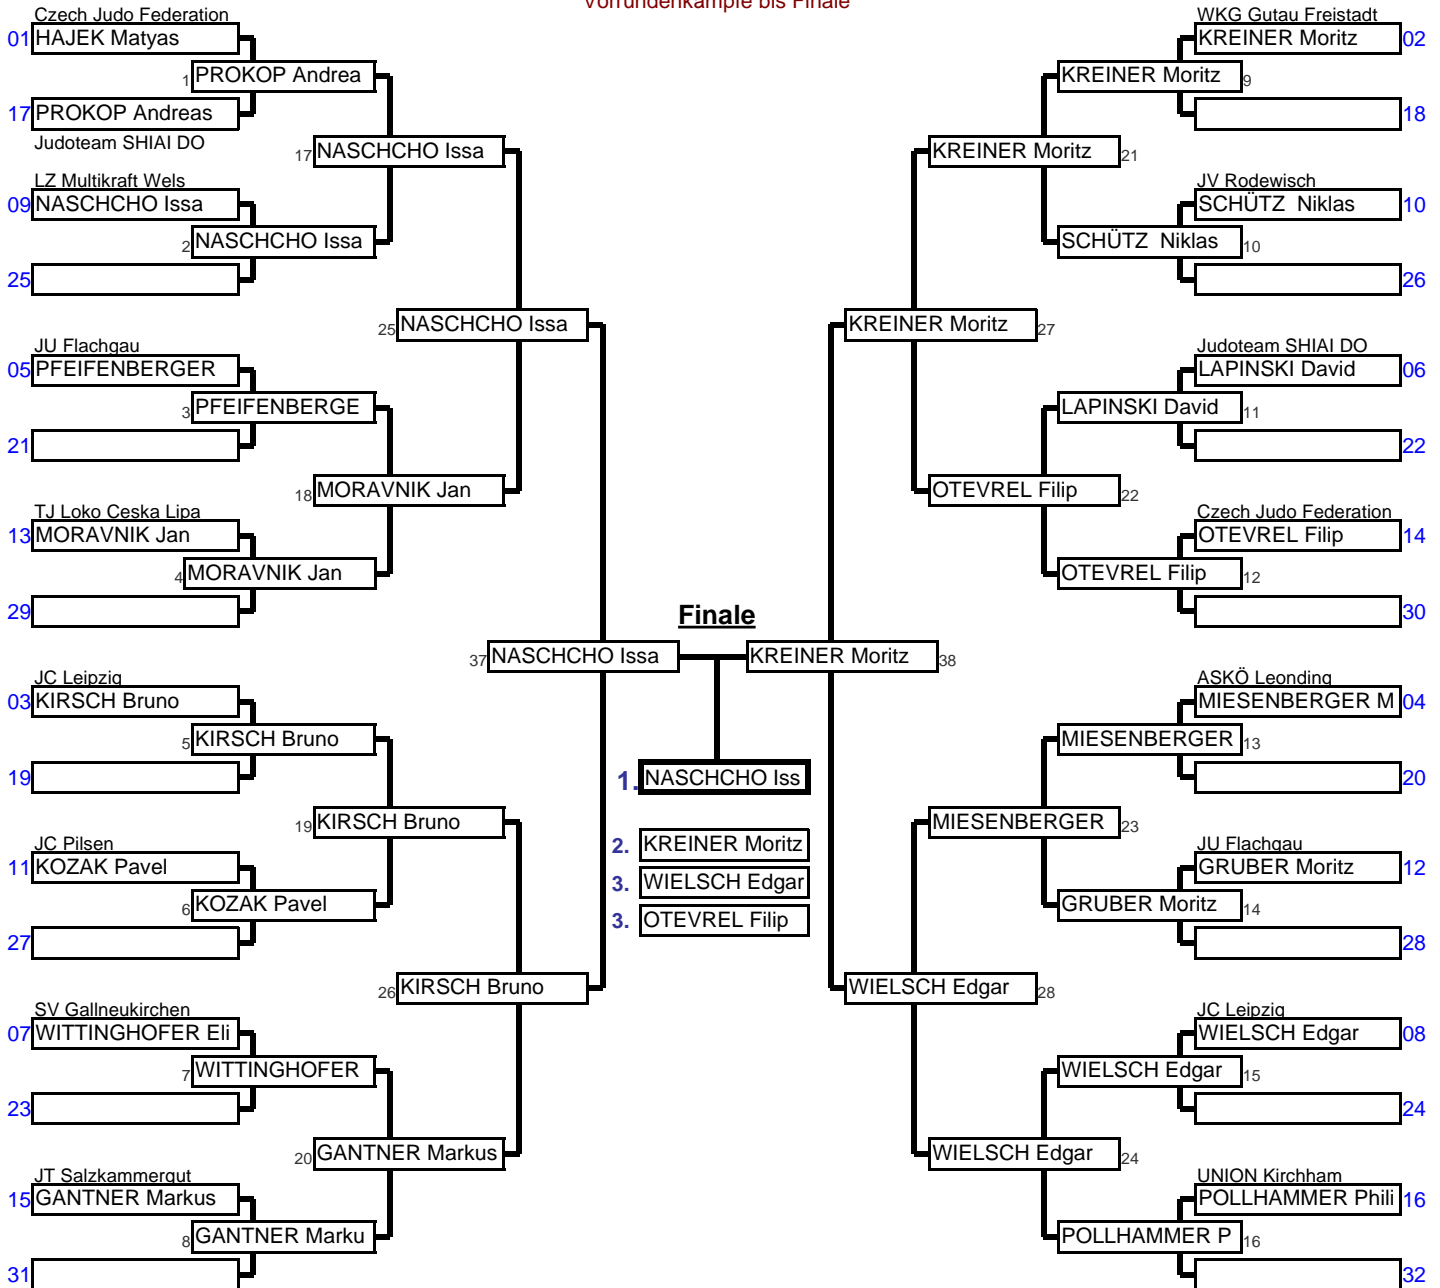 Vorrundenkämpfe bis Finale
Czech Judo Federation
01 HAJEK Matyas
1 PROKOP Andrea
17 PROKOP Andreas
Judoteam SHIAI DO
17 NASCHCHO Issa
LZ Multikraft Wels
09 NASCHCHO Issa
2 NASCHCHO Issa
25
25 NASCHCHO Issa
JU Flachgau
05 PFEIFENBERGER
3 PFEIFENBERGE
21
18 MORAVNIK Jan
TJ Loko Ceska Lipa
13 MORAVNIK Jan
4 MORAVNIK Jan
29
37 NASCHCHO Issa
JC Leipzig
03 KIRSCH Bruno
5 KIRSCH Bruno
19
19 KIRSCH Bruno
JC Pilsen
11 KOZAK Pavel
6 KOZAK Pavel
27
26 KIRSCH Bruno
SV Gallneukirchen
07 WITTINGHOFER Eli
7 WITTINGHOFER
23
20 GANTNER Markus
JT Salzkammergut
15 GANTNER Markus
8 GANTNER Marku
31
Finale
1. NASCHCHO Iss
2. KREINER Moritz
3. WIELSCH Edgar
3. OTEVREL Filip
WKG Gutau Freistadt
KREINER Moritz 02
KREINER Moritz 9
18
KREINER Moritz 21
JV Rodewisch
SCHÜTZ  Niklas 10
SCHÜTZ  Niklas 10
26
KREINER Moritz 27
Judoteam SHIAI DO
LAPINSKI David 06
LAPINSKI David 11
22
OTEVREL Filip 22
Czech Judo Federation
OTEVREL Filip 14
OTEVREL Filip 12
30
KREINER Moritz 38
ASKÖ Leonding
MIESENBERGER M 04
MIESENBERGER 13
20
MIESENBERGER 23
JU Flachgau
GRUBER Moritz 12
GRUBER Moritz 14
28
WIELSCH Edgar 28
JC Leipzig
WIELSCH Edgar 08
WIELSCH Edgar 15
24
WIELSCH Edgar 24
UNION Kirchham
POLLHAMMER Phili 16
POLLHAMMER P 16
32